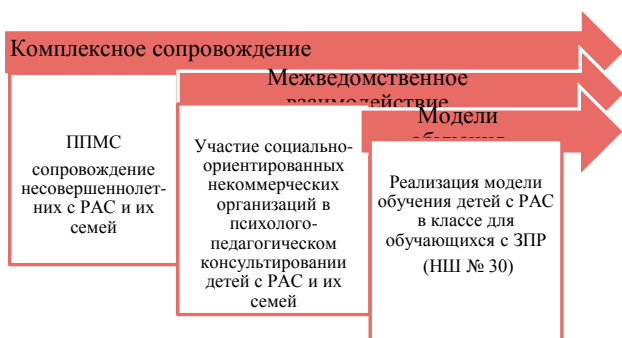 Комплексное сопровождение
Межведомственное
взаимодействие
Модели
ППМС
сопровождение
несовершеннолет-
них с РАС и их
семей
Участие социально-
ориентированных
некоммерческих
организаций в
психолого-
педагогическом
консультировании
детей с РАС и их
семей
Реализация модели
обучения детей с РАС
в классе для
обучающихся с ЗПР
(НШ № 30)